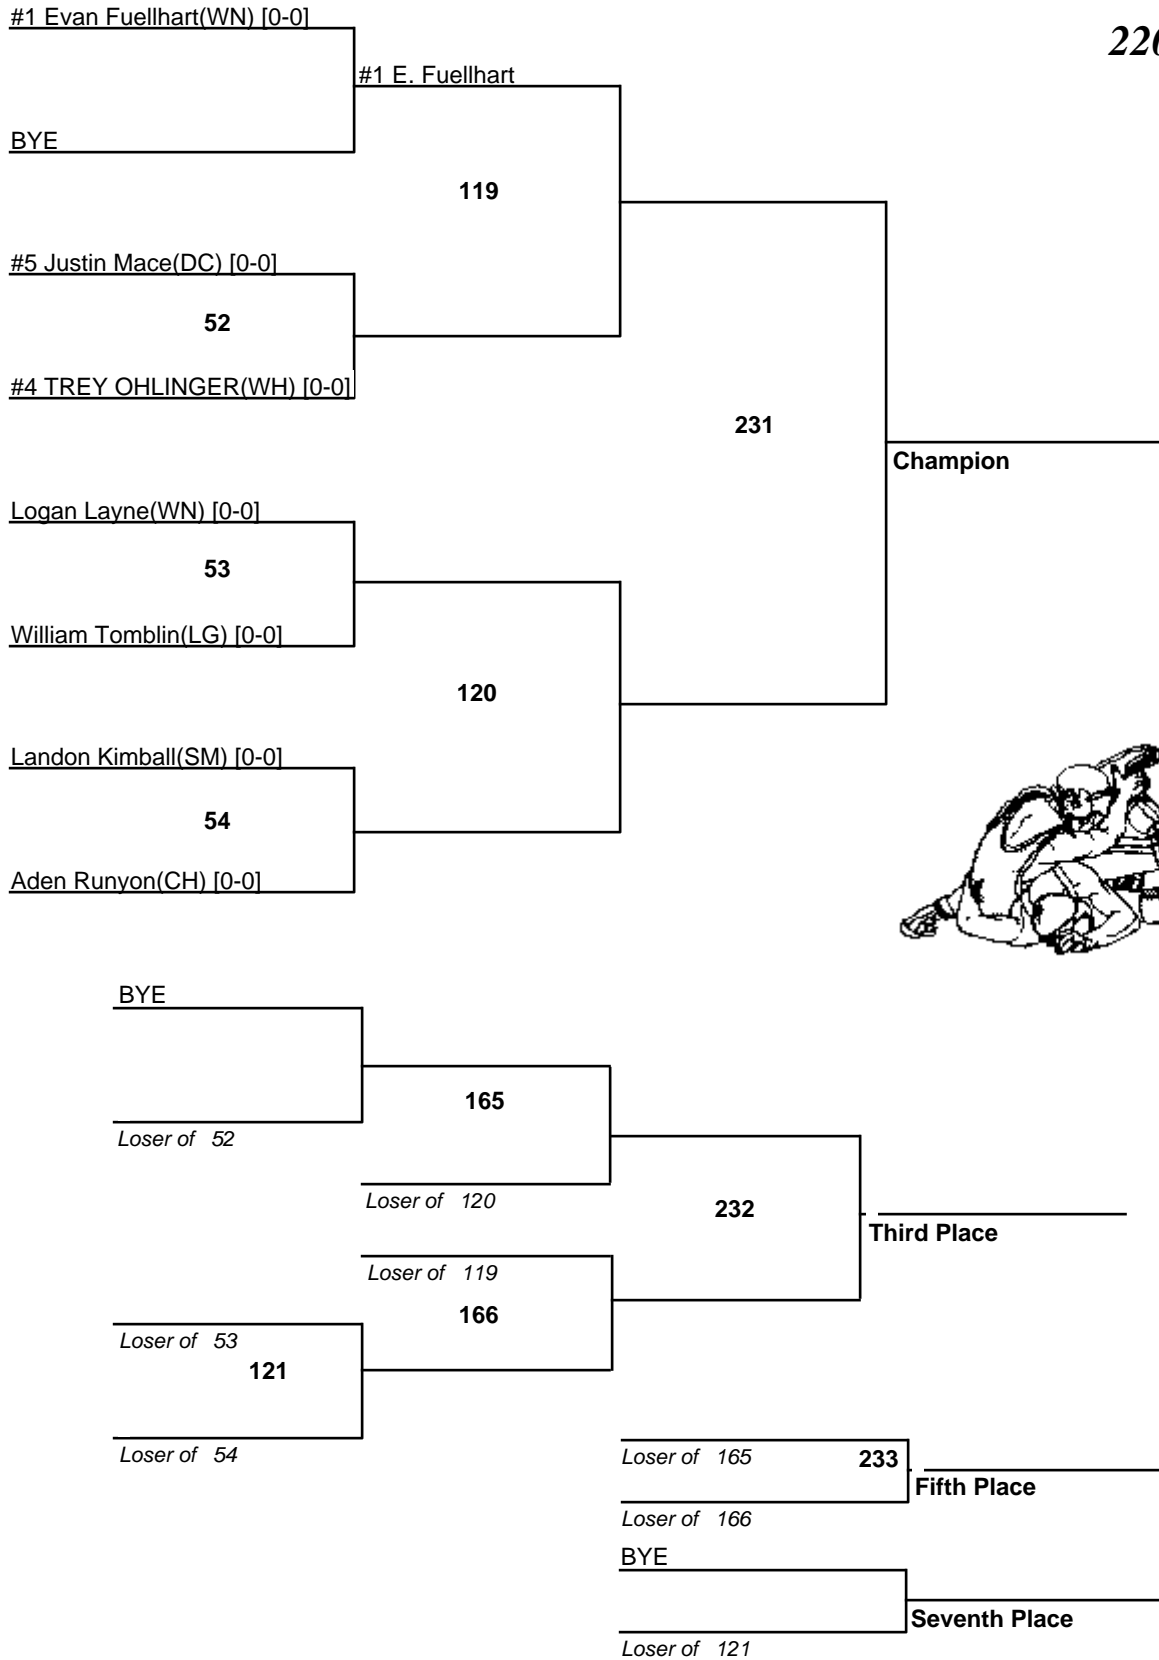 #1 Evan Fuellhart(WN) [0-0]
220
#1 E. Fuellhart
BYE
119
#5 Justin Mace(DC) [0-0]
52
#4 TREY OHLINGER(WH) [0-0]
231
Champion
Logan Layne(WN) [0-0]
53
William Tomblin(LG) [0-0]
120
Landon Kimball(SM) [0-0]
54
Aden Runyon(CH) [0-0]
BYE
165
Loser of 52
Loser of 120
232
Third Place
Loser of 119
166
Loser of 53
121
Loser of 54
Loser of 165
233
Fifth Place
Loser of 166
BYE
Seventh Place
Loser of 121